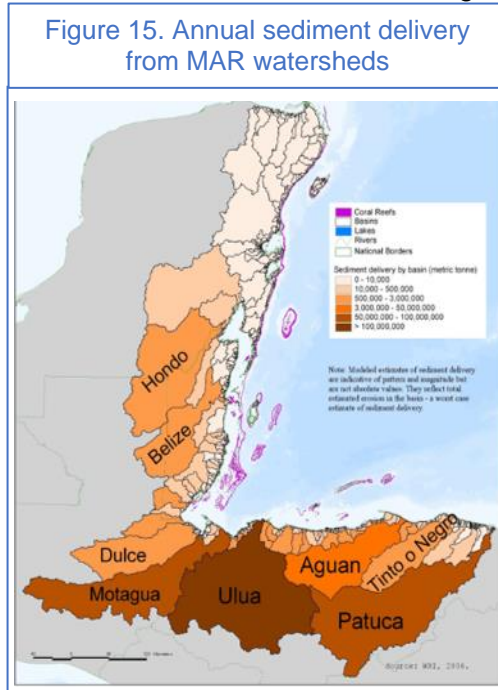 Figure 15. Annual sediment delivery
from MAR watersheds
Coral Reefs
Basins
Lakes
Rivers
National Borders
Sediment delivery by basin (metric tonne)
0 - 10,000
10,000 - 500,000
500,000 - 3,000,000
3,000,000 - 50,000,000
50,000,000 - 100,000,000
> 100,000,000
Note: Modeled estimates of sediment delivery
are indicative of pattern and magnitude but
are not absolute values. They reflect total
estimated erosion in the basin - a worst case
estimate of sediment delivery.
Hondo
Belize
Dulce
Motagua
Ulua
Aguan
Tinto o Negro
Patuca
Source: WRI, 2006.